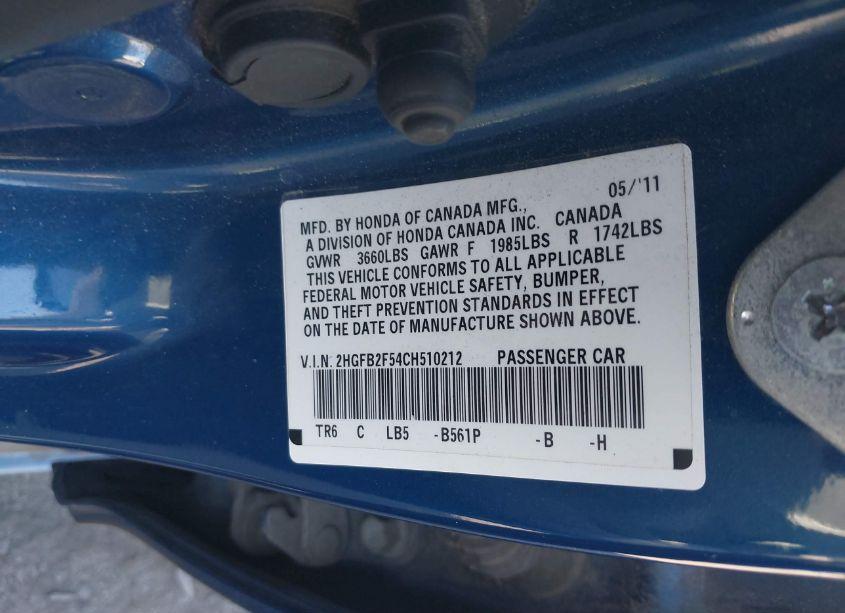 05/'11
MFD. BY HONDA OF CANADA MFG.,
A DIVISION OF HONDA CANADA INC. CANADA
GVWR 3660LBS GAWR F 1985LBS R 1742LBS
THIS VEHICLE CONFORMS TO ALL APPLICABLE
FEDERAL MOTOR VEHICLE SAFETY, BUMPER,
AND THEFT PREVENTION STANDARDS IN EFFECT
ON THE DATE OF MANUFACTURE SHOWN ABOVE.
V.I.N: 2HGFB2F54CH510212 PASSENGER CAR
TR6 C LB5 -B561P -B -H